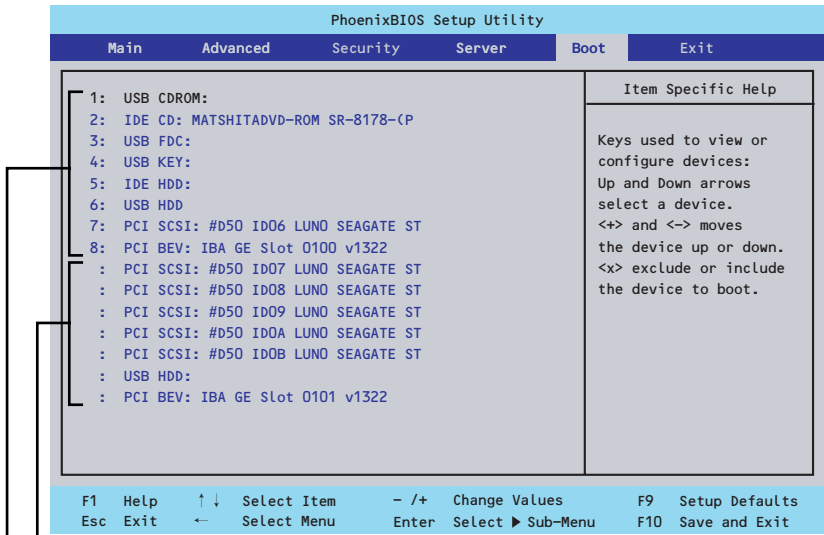 PhoenixBIOS Setup Utility
Main Advanced Security Server Boot Exit
1: USB CDROM:
2: IDE CD: MATSHITADVD-ROM SR-8178-(P
3: USB FDC:
4: USB KEY:
5: IDE HDD:
6: USB HDD
7: PCI SCSI: #D50 ID06 LUN0 SEAGATE ST
8: PCI BEV: IBA GE Slot 0100 v1322
: PCI SCSI: #D50 ID07 LUN0 SEAGATE ST
: PCI SCSI: #D50 ID08 LUN0 SEAGATE ST
: PCI SCSI: #D50 ID09 LUN0 SEAGATE ST
: PCI SCSI: #D50 ID0A LUN0 SEAGATE ST
: PCI SCSI: #D50 ID0B LUN0 SEAGATE ST
: USB HDD:
: PCI BEV: IBA GE Slot 0101 v1322
Item Specific Help
Keys used to view or
configure devices:
Up and Down arrows
select a device.
<+> and <-> moves
the device up or down.
<x> exclude or include
the device to boot.
F1 Help ↑↓ Select Item - /+ Change Values F9 Setup Defaults
Esc Exit ← Select Menu Enter Select ▶ Sub-Menu F10 Save and Exit